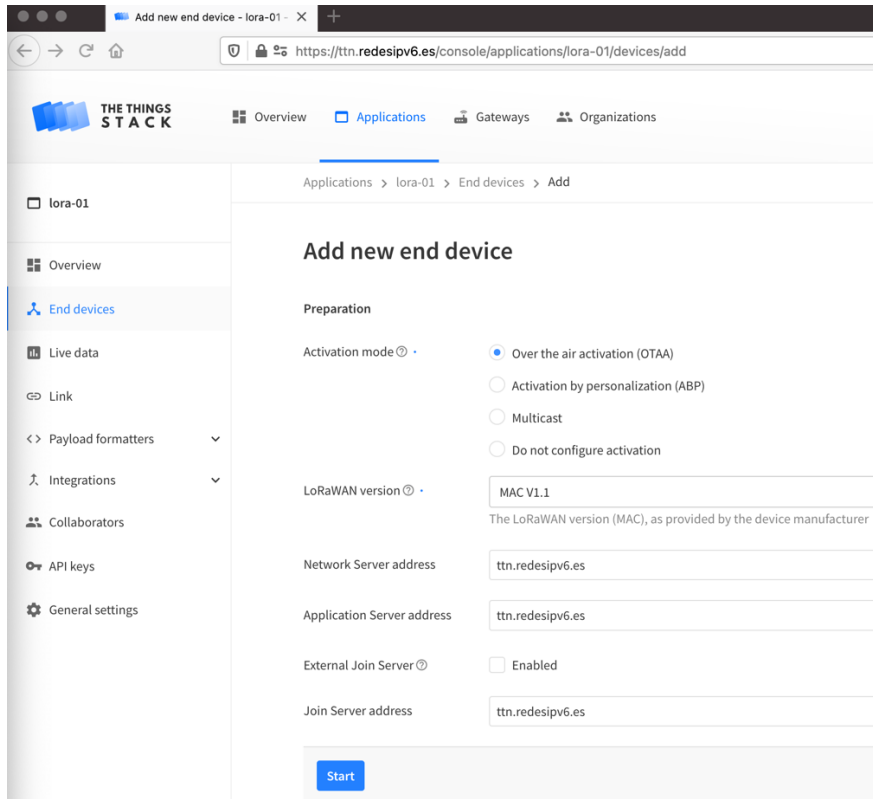 Add new end device - lora-01 -
https://ttn.redesipv6.es/console/applications/lora-01/devices/add
THE THINGS
STACK
Overview
Applications
Gateways
Organizations
Applications > lora-01 > End devices > Add
lora-01
Overview
End devices
Live data
Link
Payload formatters
Integrations
Collaborators
API keys
General settings
Add new end device
Preparation
Activation mode
Over the air activation (OTAA)
Activation by personalization (ABP)
Multicast
Do not configure activation
LoRaWAN version
MAC V1.1
The LoRaWAN version (MAC), as provided by the device manufacturer
Network Server address
ttn.redesipv6.es
Application Server address
ttn.redesipv6.es
External Join Server
Enabled
Join Server address
ttn.redesipv6.es
Start